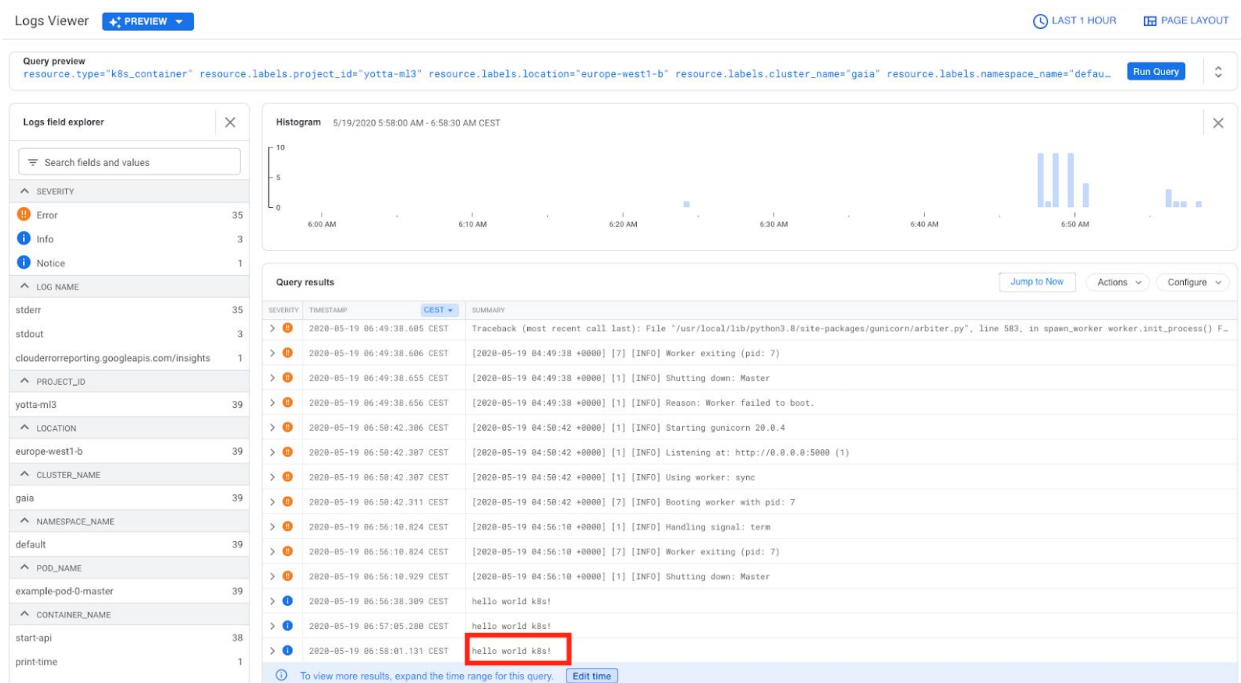 Logs Viewer PREVIEW LAST 1 HOUR PAGE LAYOUT
Query preview
resource.type="k8s_container" resource.labels.project_id="yotta-ml3" resource.labels.location="europe-west1-b" resource.labels.cluster_name="gaia" resource.labels.namespace_name="defau… Run Query
Logs field explorer
Search fields and values
SEVERITY
Error 35
Info 3
Notice 1
LOG NAME
stderr 35
stdout 3
clouderrorreporting.googleapis.com/insights 1
PROJECT_ID
yotta-ml3 39
LOCATION
europe-west1-b 39
CLUSTER_NAME
gaia 39
NAMESPACE_NAME
default 39
POD_NAME
example-pod-0-master 39
CONTAINER_NAME
start-api 38
print-time 1
Histogram 5/19/2020 5:58:00 AM - 6:58:30 AM CEST
10
5
0
6:00 AM 6:10 AM 6:20 AM 6:30 AM 6:40 AM 6:50 AM
Query results Jump to Now Actions Configure
SEVERITY TIMESTAMP CEST SUMMARY
2020-05-19 06:49:38.605 CEST Traceback (most recent call last): File "/usr/local/lib/python3.8/site-packages/gunicorn/arbiter.py", line 583, in spawn_worker worker.init_process() F…
2020-05-19 06:49:38.606 CEST [2020-05-19 04:49:38 +0000] [7] [INFO] Worker exiting (pid: 7)
2020-05-19 06:49:38.655 CEST [2020-05-19 04:49:38 +0000] [1] [INFO] Shutting down: Master
2020-05-19 06:49:38.656 CEST [2020-05-19 04:49:38 +0000] [1] [INFO] Reason: Worker failed to boot.
2020-05-19 06:50:42.306 CEST [2020-05-19 04:50:42 +0000] [1] [INFO] Starting gunicorn 20.0.4
2020-05-19 06:50:42.307 CEST [2020-05-19 04:50:42 +0000] [1] [INFO] Listening at: http://0.0.0.0:5000 (1)
2020-05-19 06:50:42.307 CEST [2020-05-19 04:50:42 +0000] [1] [INFO] Using worker: sync
2020-05-19 06:50:42.311 CEST [2020-05-19 04:50:42 +0000] [7] [INFO] Booting worker with pid: 7
2020-05-19 06:56:10.824 CEST [2020-05-19 04:56:10 +0000] [1] [INFO] Handling signal: term
2020-05-19 06:56:10.824 CEST [2020-05-19 04:56:10 +0000] [7] [INFO] Worker exiting (pid: 7)
2020-05-19 06:56:10.929 CEST [2020-05-19 04:56:10 +0000] [1] [INFO] Shutting down: Master
2020-05-19 06:56:38.309 CEST hello world k8s!
2020-05-19 06:57:05.280 CEST hello world k8s!
2020-05-19 06:58:01.131 CEST hello world k8s!
To view more results, expand the time range for this query. Edit time